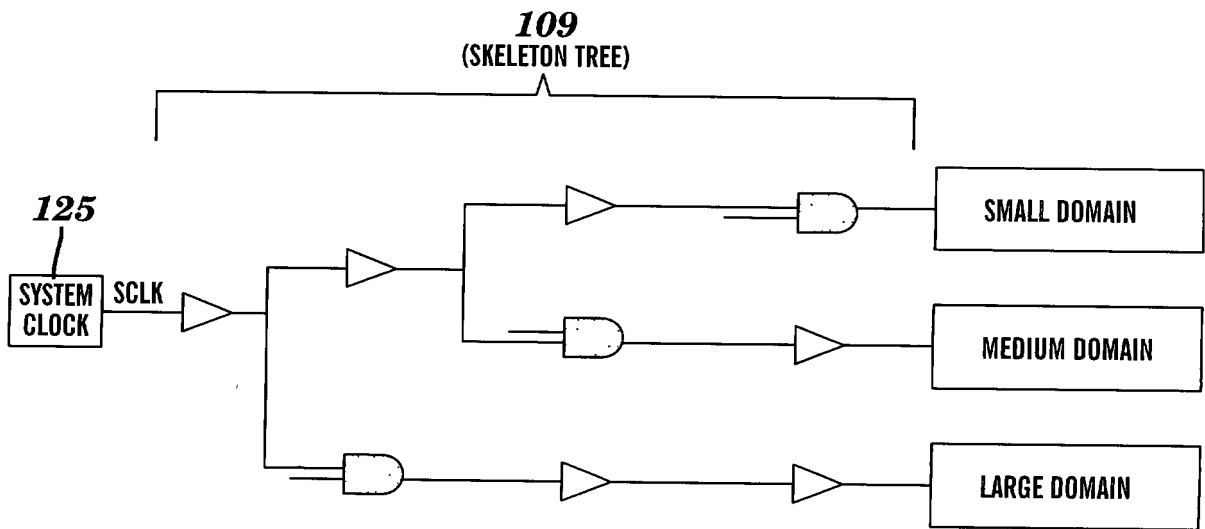 109
(SKELETON TREE)
125
SYSTEM
CLOCK
SCLK
SMALL DOMAIN
MEDIUM DOMAIN
LARGE DOMAIN